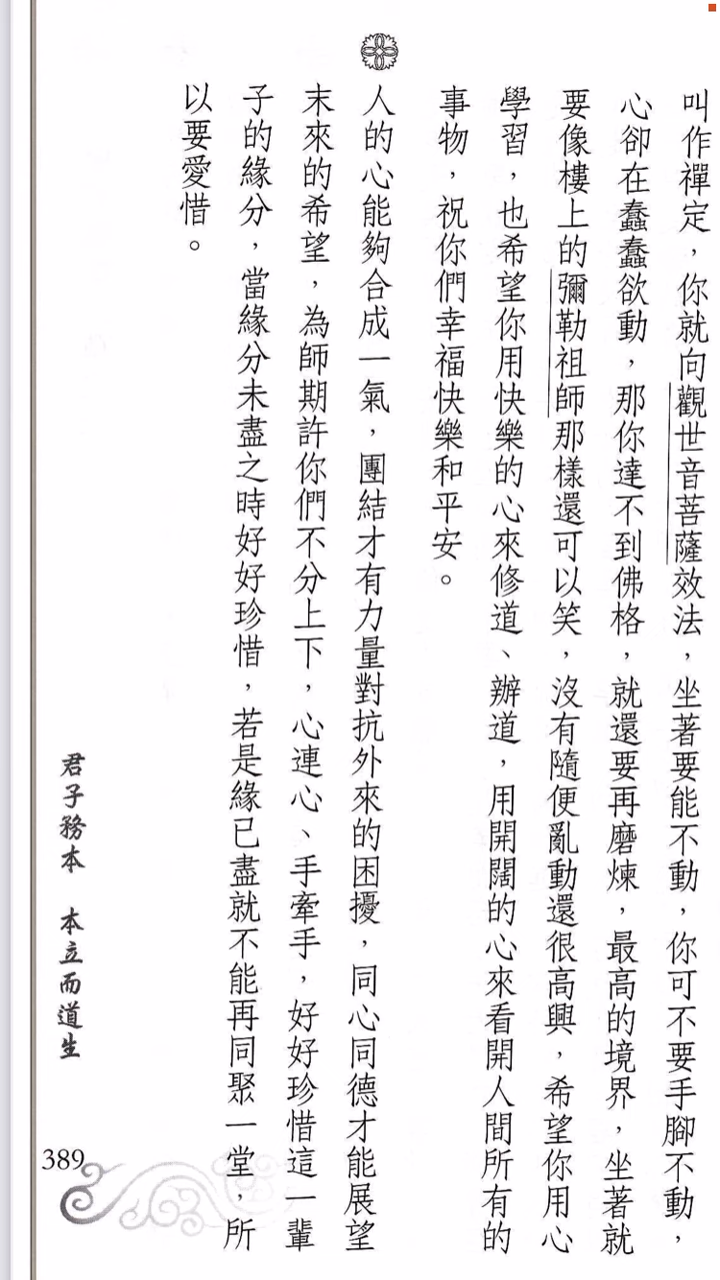 叫作禪定，你就向觀世音菩薩效法，坐著要能不動，你可不要手腳不動，
心卻在蠢蠢欲動，那你達不到佛格，就還要再磨煉，最高的境界，坐著就
要像樓上的彌勒祖師那樣還可以笑，沒有隨便亂動還很高興，希望你用心
學習，也希望你用快樂的心來修道、辦道，用開闊的心來看開人間所有的
事物，祝你們幸福快樂和平安。
人的心能夠合成一氣，團結才有力量對抗外來的困擾，同心同德才能展望
末來的希望，為師期許你們不分上下，心連心、手牽手，好好珍惜這一輩
子的緣分，當緣分未盡之時好好珍惜，若是緣已盡就不能再同聚一堂，所
以要愛惜。
君子務本　本立而道生
389